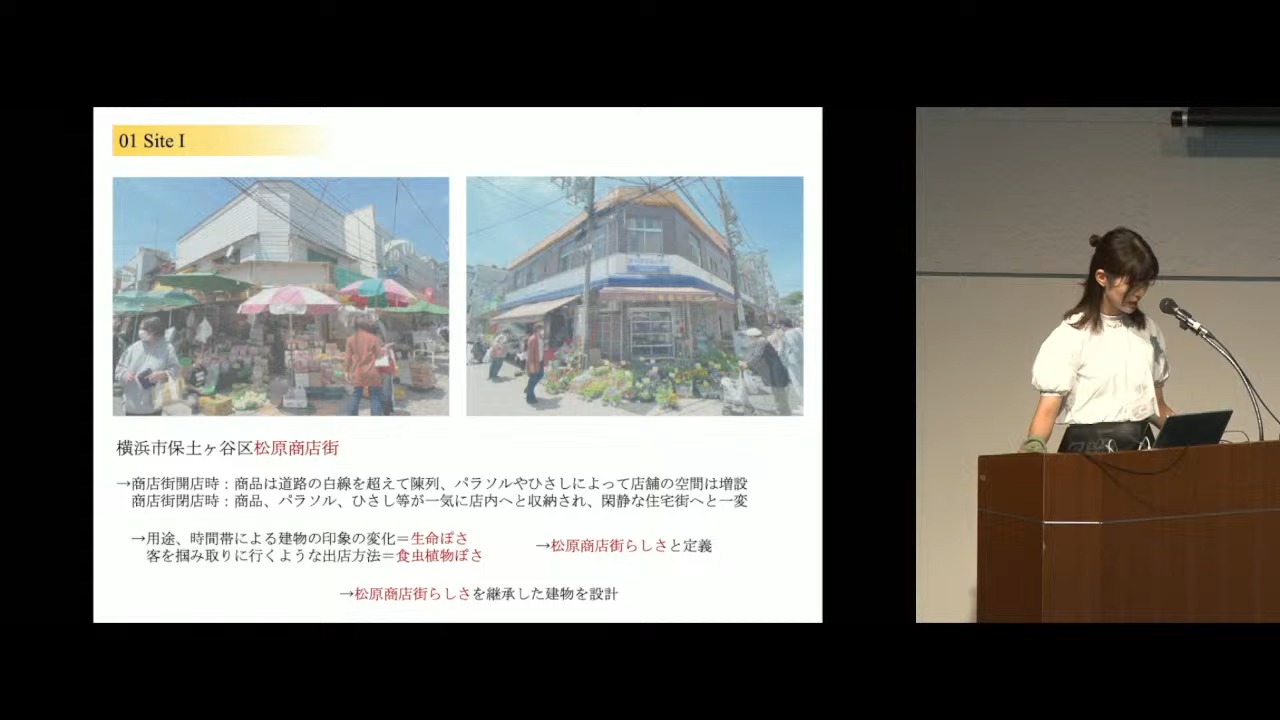 01 Site I
横浜市保土ヶ谷区松原商店街
→商店街開店時：商品は道路の白線を超えて陳列、パラソルやひさしによって店舗の空間は増設
商店街閉店時：商品、パラソル、ひさし等が一気に店内へと収納され、閑静な住宅街へと一変
→用途、時間帯による建物の印象の変化＝生命ぽさ
客を掴み取りに行くような出店方法＝食虫植物ぽさ
→松原商店街らしさと定義
→松原商店街らしさを継承した建物を設計